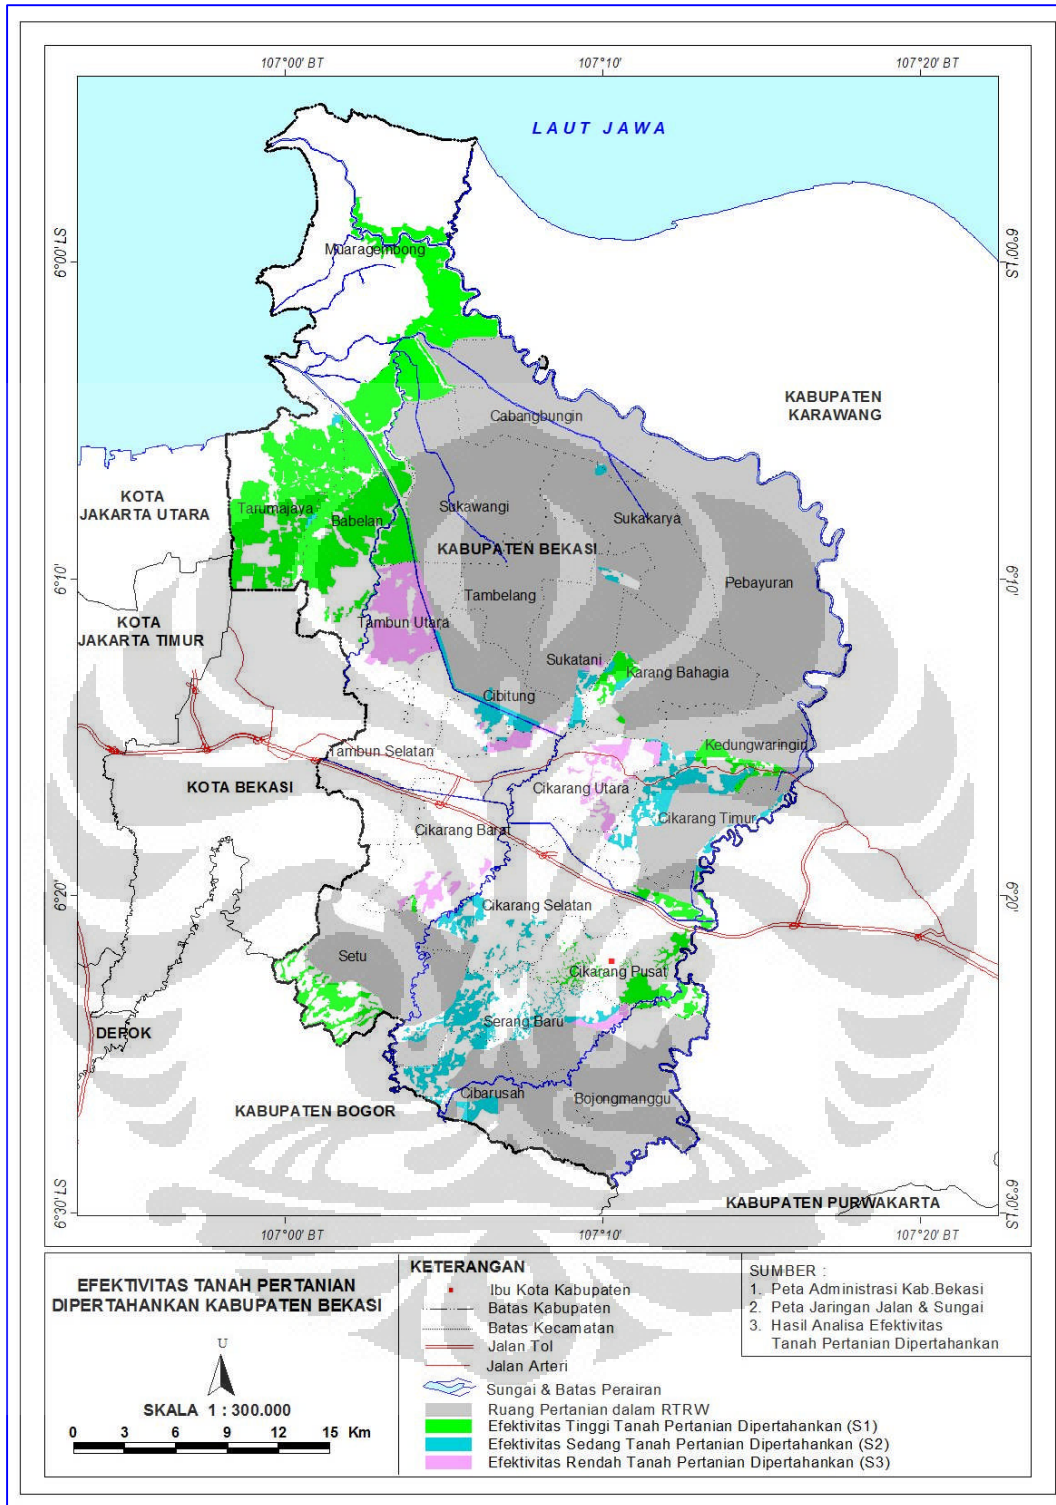 107°00' BT
107°10'
107°20' BT
LAUT JAWA
6°00' LS
6°00' LS
Muaragembong
KABUPATEN
KARAWANG
Cabangbungin
KOTA
JAKARTA UTARA
Tarumajaya
Babelan
Sukawangi
Sukakarya
KABUPATEN BEKASI
6°10'
6°10'
Tambelang
Pebayuran
KOTA
JAKARTA TIMUR
Tambun Utara
Sukatani
Karang Bahagia
Cibitung
Tambun Selatan
Kedungwaringin
KOTA BEKASI
Cikarang Utara
Cikarang Timur
Cikarang Barat
6°20'
6°20'
Cikarang Selatan
Setu
Cikarang Pusat
Serang Baru
DEPOK
Cibarusah
Bojongmanggu
KABUPATEN BOGOR
KABUPATEN PURWAKARTA
6°30' LS
6°30' LS
107°00' BT
107°10'
107°20' BT
EFEKTIVITAS TANAH PERTANIAN
DIPERTAHANKAN KABUPATEN BEKASI
U
SKALA 1 : 300.000
0 3 6 9 12 15 Km
KETERANGAN
Ibu Kota Kabupaten
Batas Kabupaten
Batas Kecamatan
Jalan Tol
Jalan Arteri
Sungai & Batas Perairan
Ruang Pertanian dalam RTRW
Efektivitas Tinggi Tanah Pertanian Dipertahankan (S1)
Efektivitas Sedang Tanah Pertanian Dipertahankan (S2)
Efektivitas Rendah Tanah Pertanian Dipertahankan (S3)
SUMBER :
1. Peta Administrasi Kab.Bekasi
2. Peta Jaringan Jalan & Sungai
3. Hasil Analisa Efektivitas
Tanah Pertanian Dipertahankan